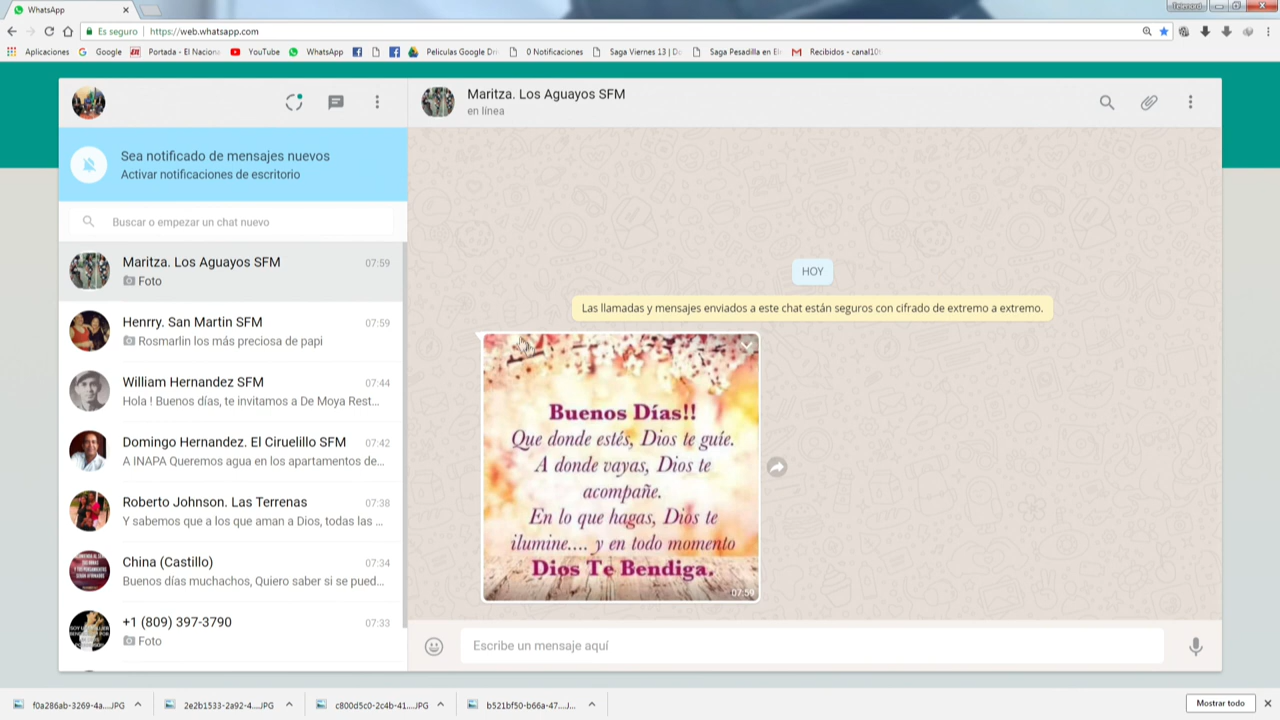 WhatsApp
Telemord
Es seguro
https://web.whatsapp.com
Aplicaciones
Google
Portada - El Naciona
YouTube
WhatsApp
Peliculas Google Dri
0 Notificaciones
Saga Viernes 13 | Do
Saga Pesadilla en El
Recibidos - canal10
Maritza. Los Aguayos SFM
en línea
Sea notificado de mensajes nuevos
Activar notificaciones de escritorio
Buscar o empezar un chat nuevo
Maritza. Los Aguayos SFM
07:59
Foto
Henrry. San Martin SFM
07:59
Rosmarlin los más preciosa de papi
William Hernandez SFM
07:44
Hola ! Buenos días, te invitamos a De Moya Rest...
Domingo Hernandez. El Ciruelillo SFM
07:42
A INAPA Queremos agua en los apartamentos de...
Roberto Johnson. Las Terrenas
07:38
Y sabemos que a los que aman a Dios, todas las ...
China (Castillo)
07:34
Buenos días muchachos, Quiero saber si se pued...
+1 (809) 397-3790
07:33
Foto
HOY
Las llamadas y mensajes enviados a este chat están seguros con cifrado de extremo a extremo.
Buenos Días!!
Que donde estés, Dios te guíe.
A donde vayas, Dios te
acompañe.
En lo que hagas, Dios te
ilumine.... y en todo momento
Dios Te Bendiga.
07:59
Escribe un mensaje aquí
f0a286ab-3269-4a....JPG
2e2b1533-2a92-4....JPG
c800d5c0-2c4b-41....JPG
b521bf50-b66a-47....J...
Mostrar todo